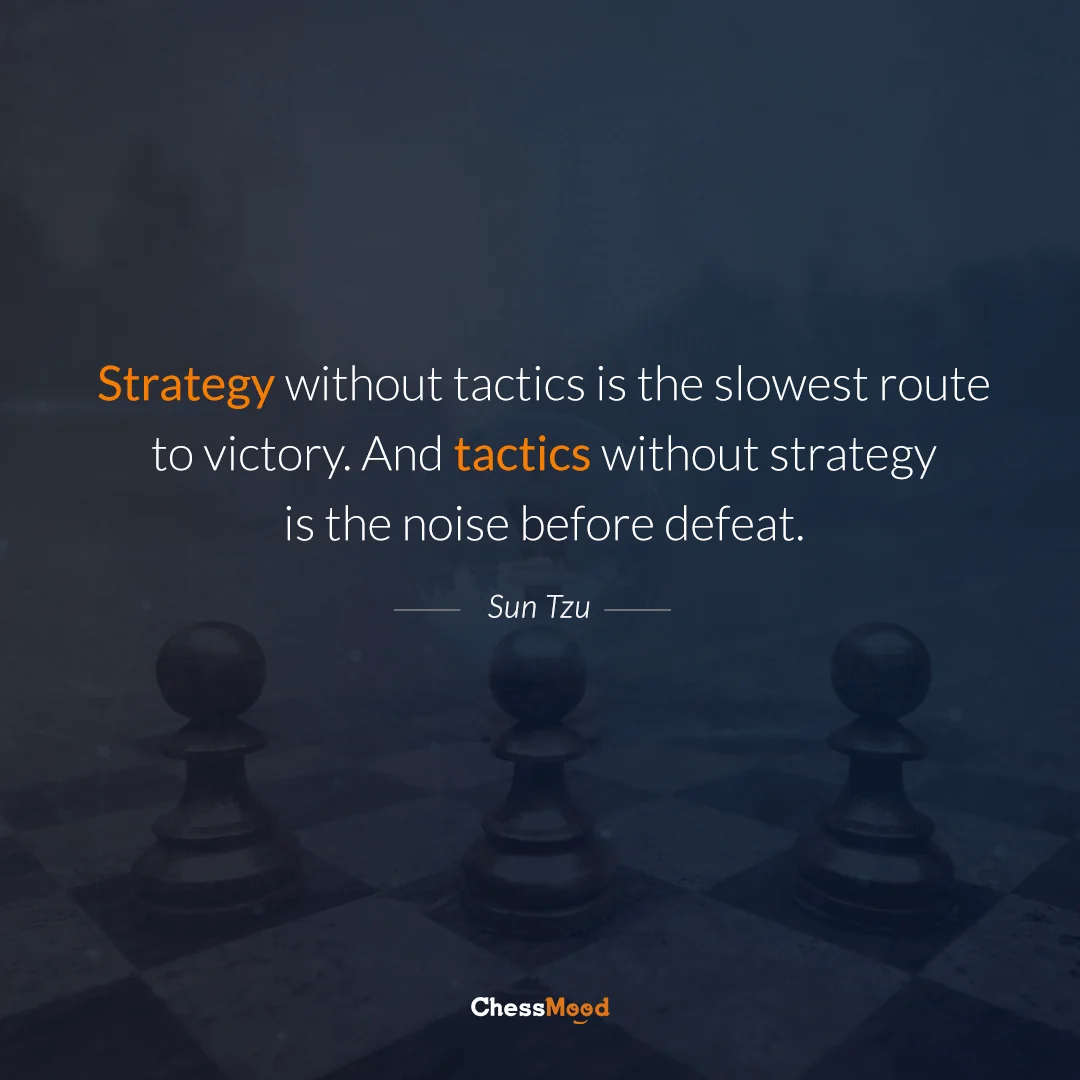 Strategy without tactics is the slowest route
to victory. And tactics without strategy
is the noise before defeat.
Sun Tzu
ChessMood